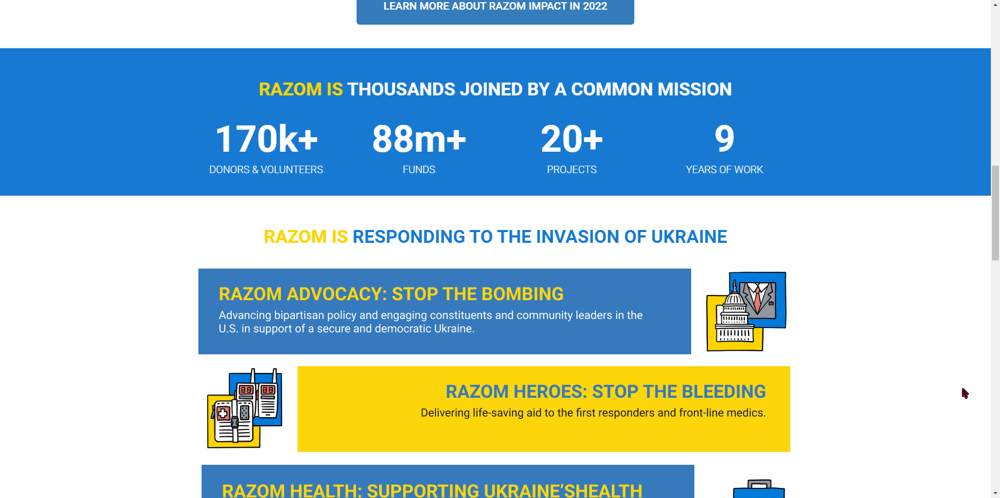 LEARN MORE ABOUT RAZOM IMPACT IN 2022
RAZOM IS THOUSANDS JOINED BY A COMMON MISSION
170k+
DONORS & VOLUNTEERS
88m+
FUNDS
20+
PROJECTS
9
YEARS OF WORK
RAZOM IS RESPONDING TO THE INVASION OF UKRAINE
RAZOM ADVOCACY: STOP THE BOMBING
Advancing bipartisan policy and engaging constituents and community leaders in the
U.S. in support of a secure and democratic Ukraine.
88 88
RAZOM HEROES: STOP THE BLEEDING
Delivering life-saving aid to the first responders and front-line medics.
RAZOM HEALTH: SUPPORTING UKRAINE’SHEALTH